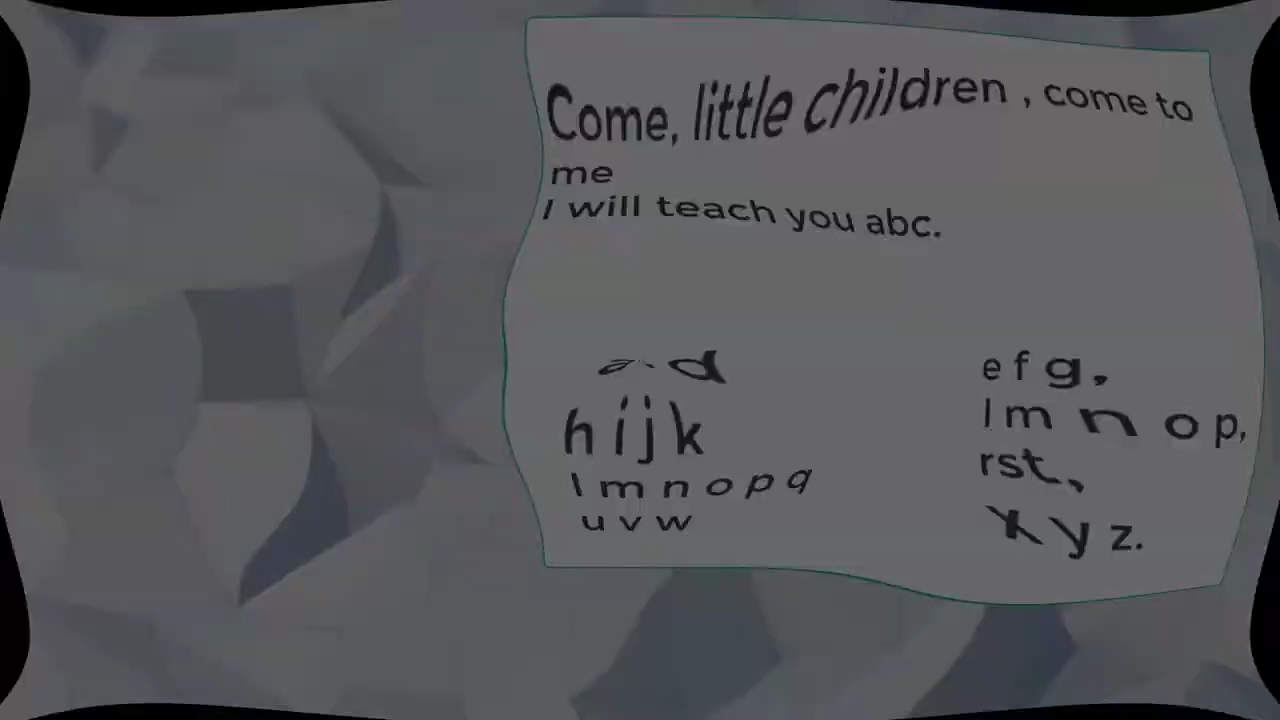 Come, little children , come to
me
I will teach you abc.
a-d
e f g,
h i j k
l m n o p,
l m n o p q
rst,
u v w
x y z.